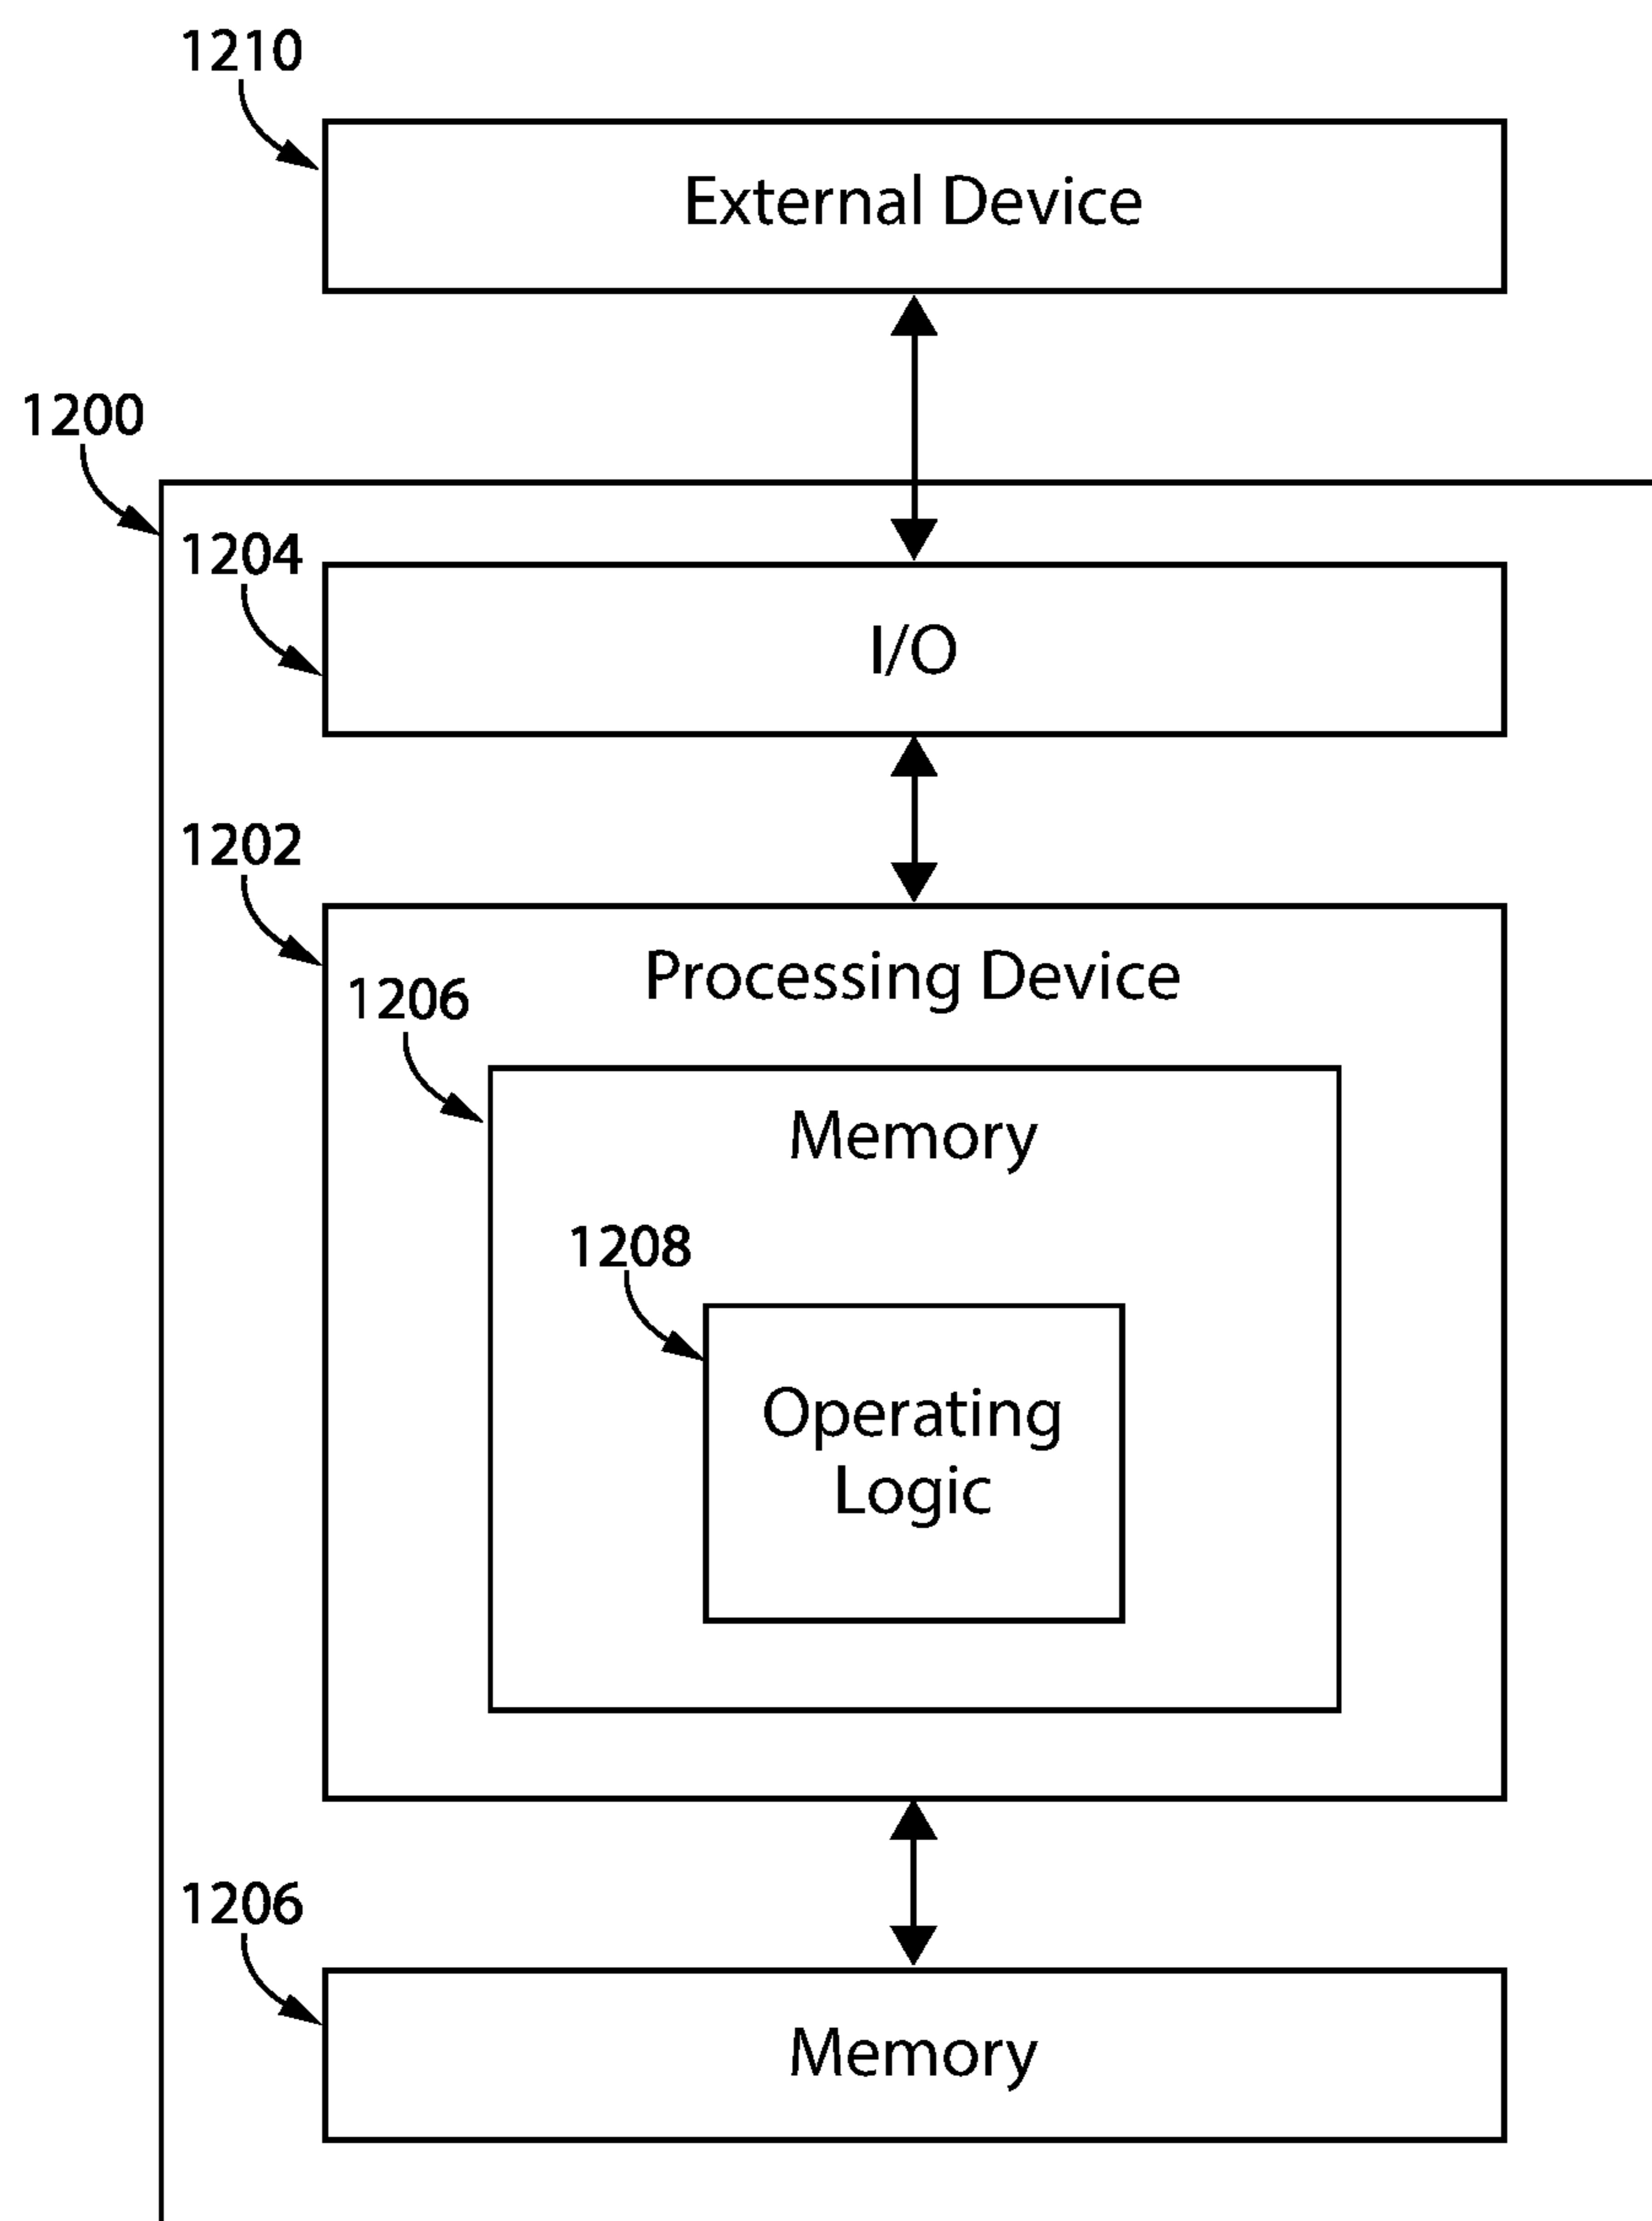 1210
External Device
1200
1204
I/O
1202
Processing Device
1206
Memory
1208
Operating
Logic
1206
Memory